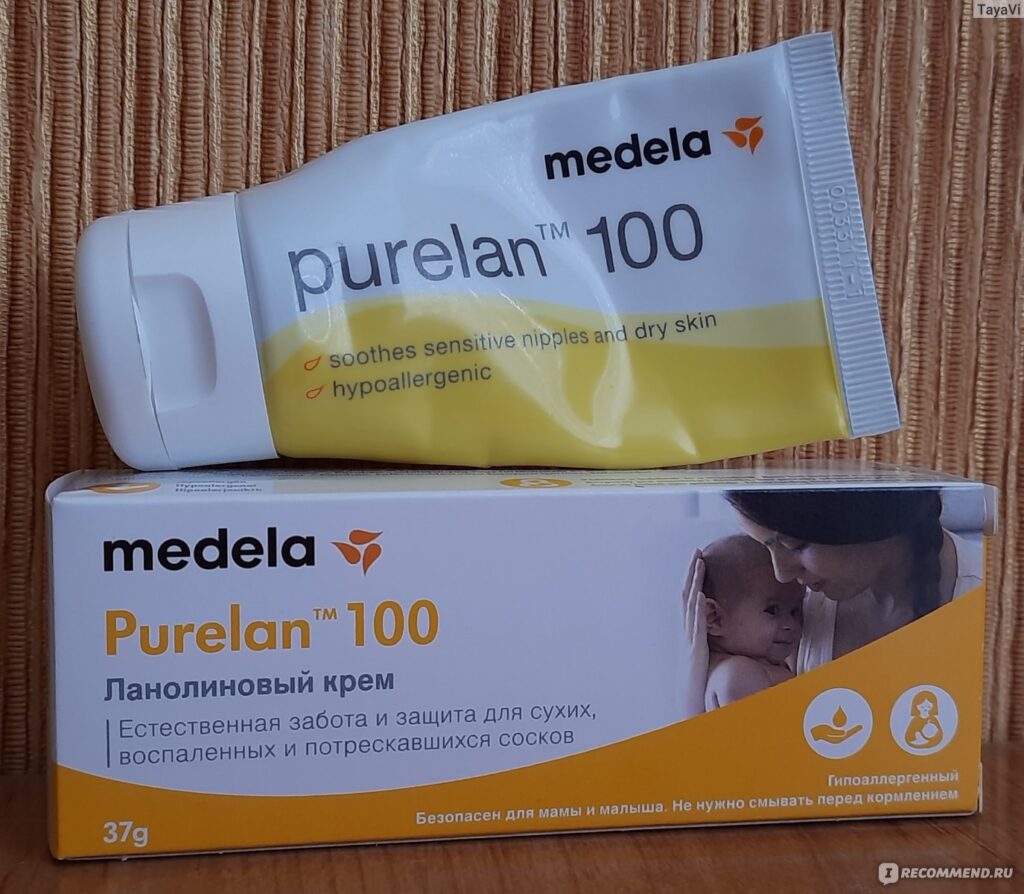 TayaVi
medela
purelan™ 100
soothes sensitive nipples and dry skin
hypoallergenic
medela
Purelan™ 100
Ланолиновый крем
Естественная забота и защита для сухих,
воспаленных и потрескавшихся сосков
Гипоаллергенный
Безопасен для мамы и малыша. Не нужно смывать перед кормлением
37g
IRECOMMEND.RU